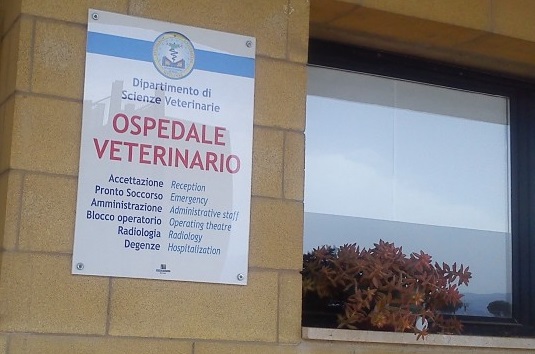 Dipartimento di
Scienze Veterinarie
OSPEDALE
VETERINARIO
Accettazione Reception
Pronto Soccorso Emergency
Amministrazione Administrative staff
Blocco operatorio Operating theatre
Radiologia Radiology
Degenze Hospitalization